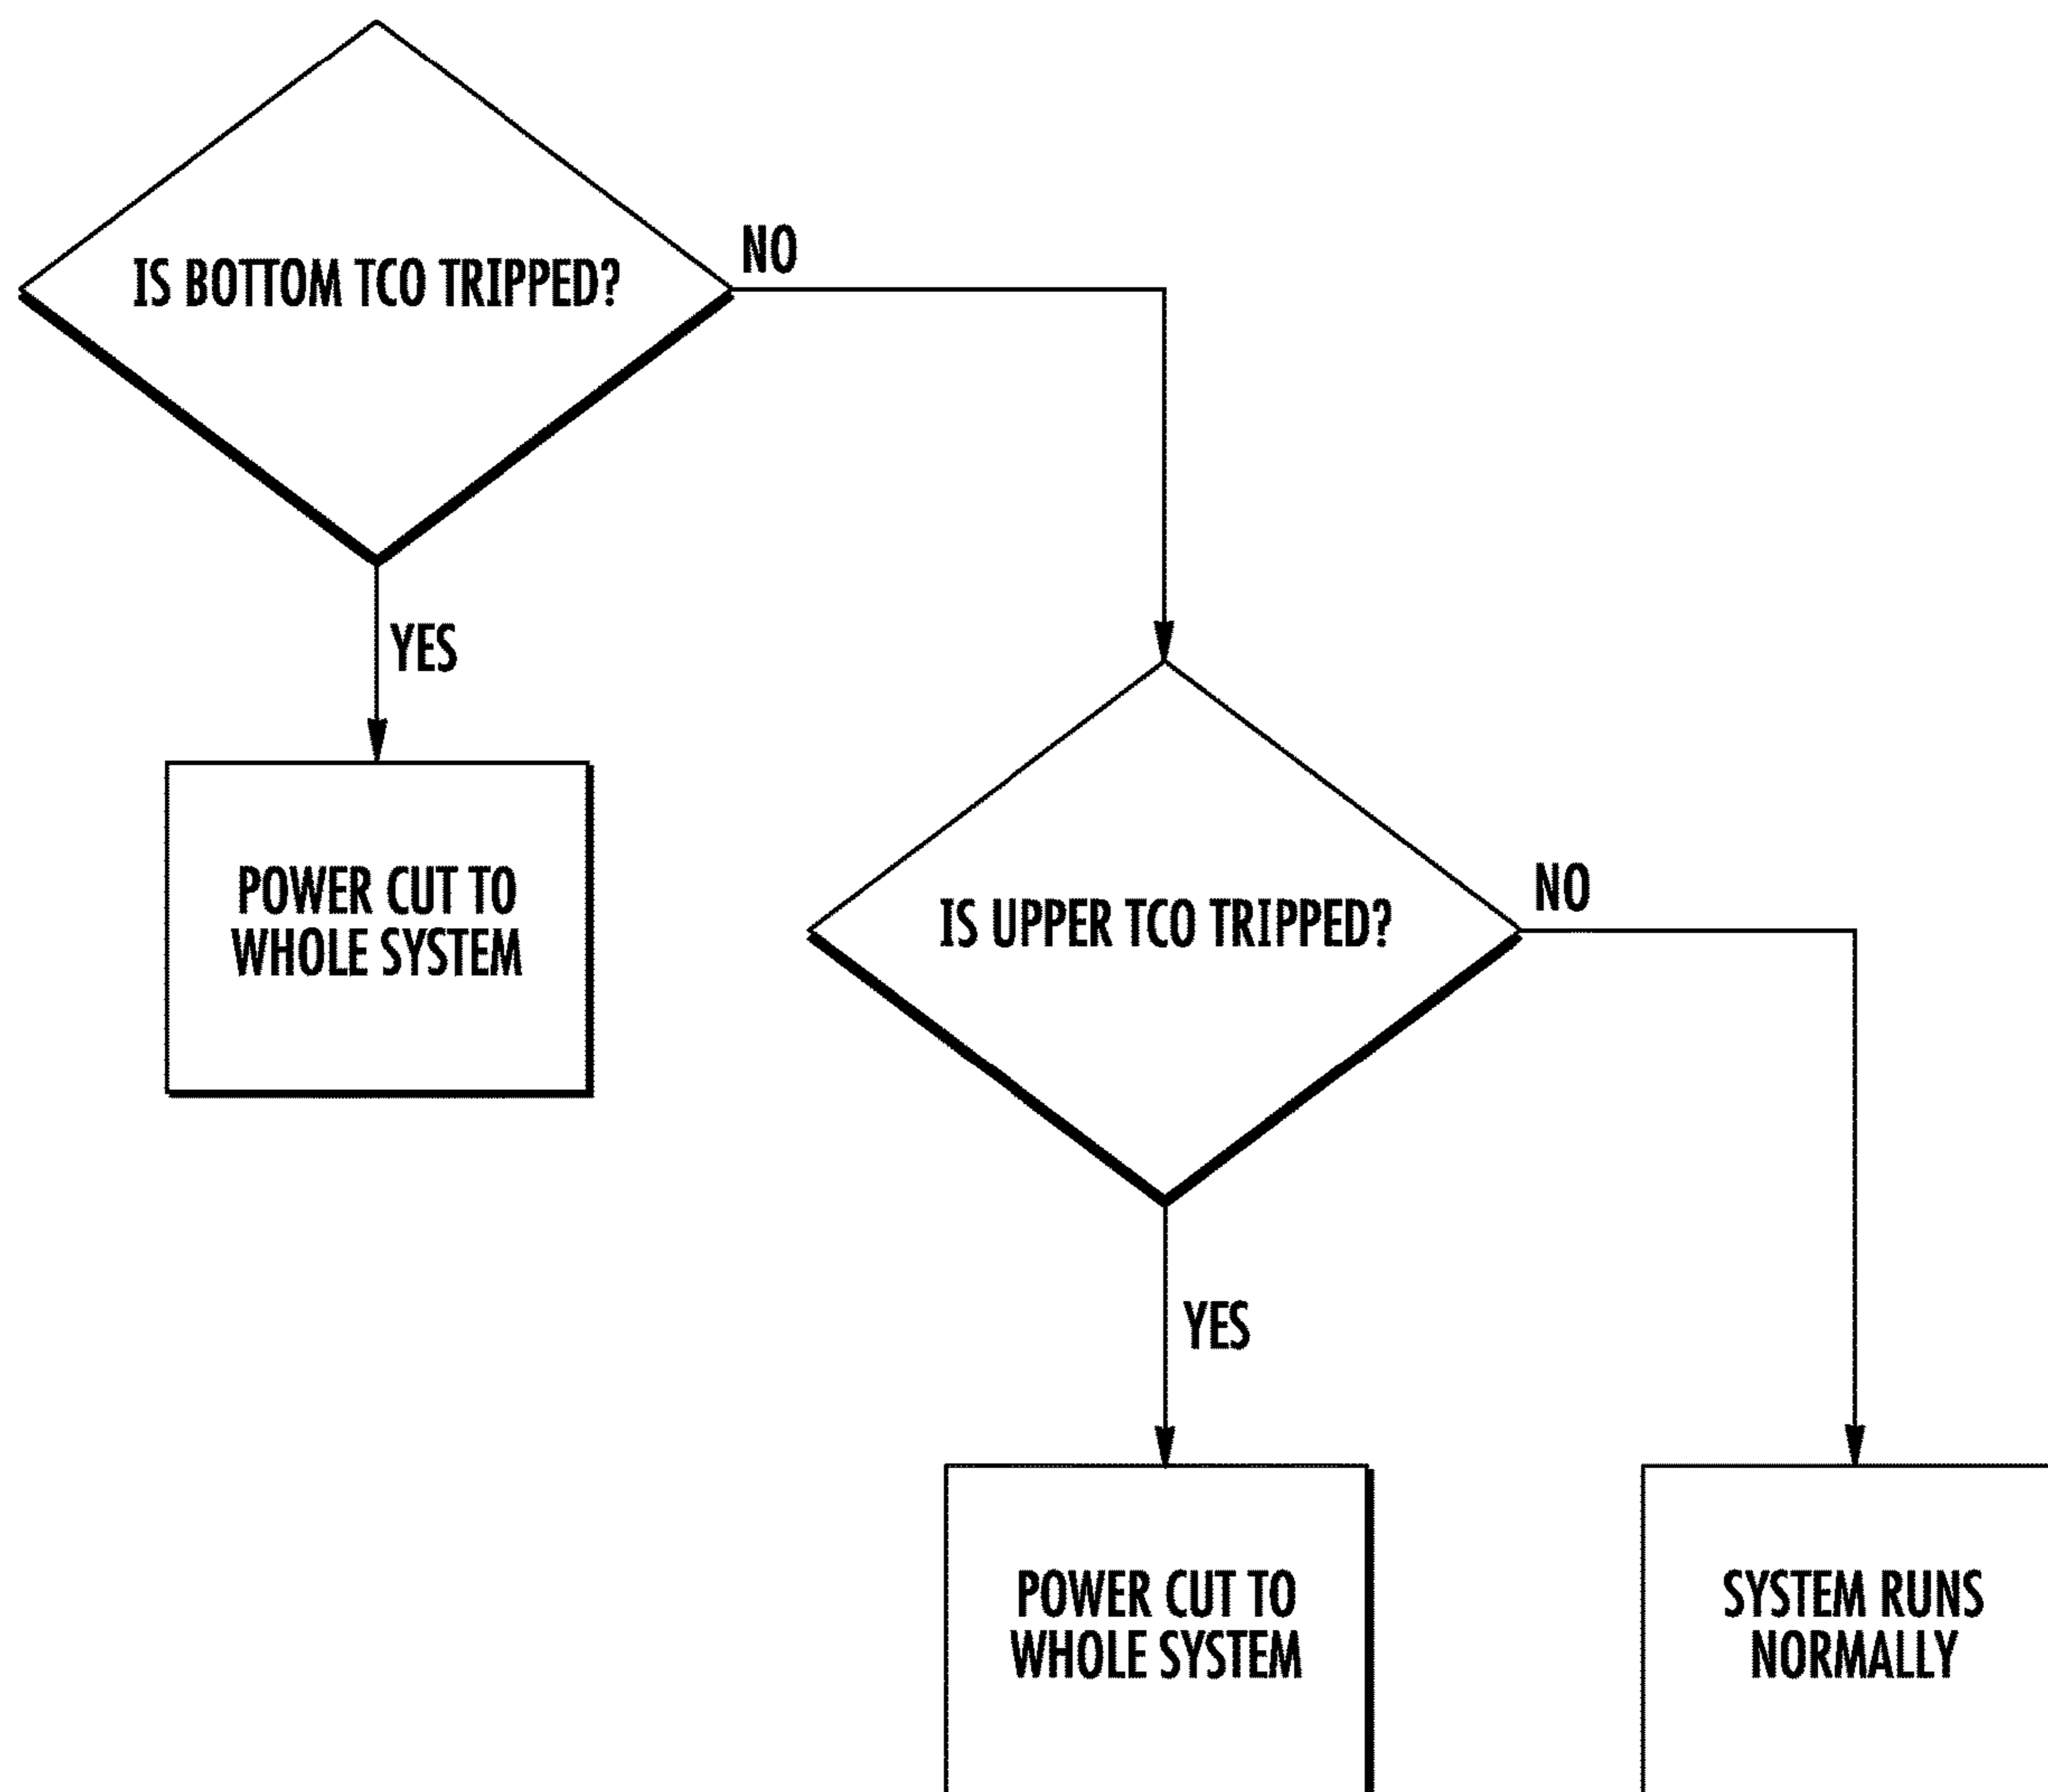 IS BOTTOM TCO TRIPPED?
NO
YES
POWER CUT TO
WHOLE SYSTEM
IS UPPER TCO TRIPPED?
NO
YES
POWER CUT TO
WHOLE SYSTEM
SYSTEM RUNS
NORMALLY